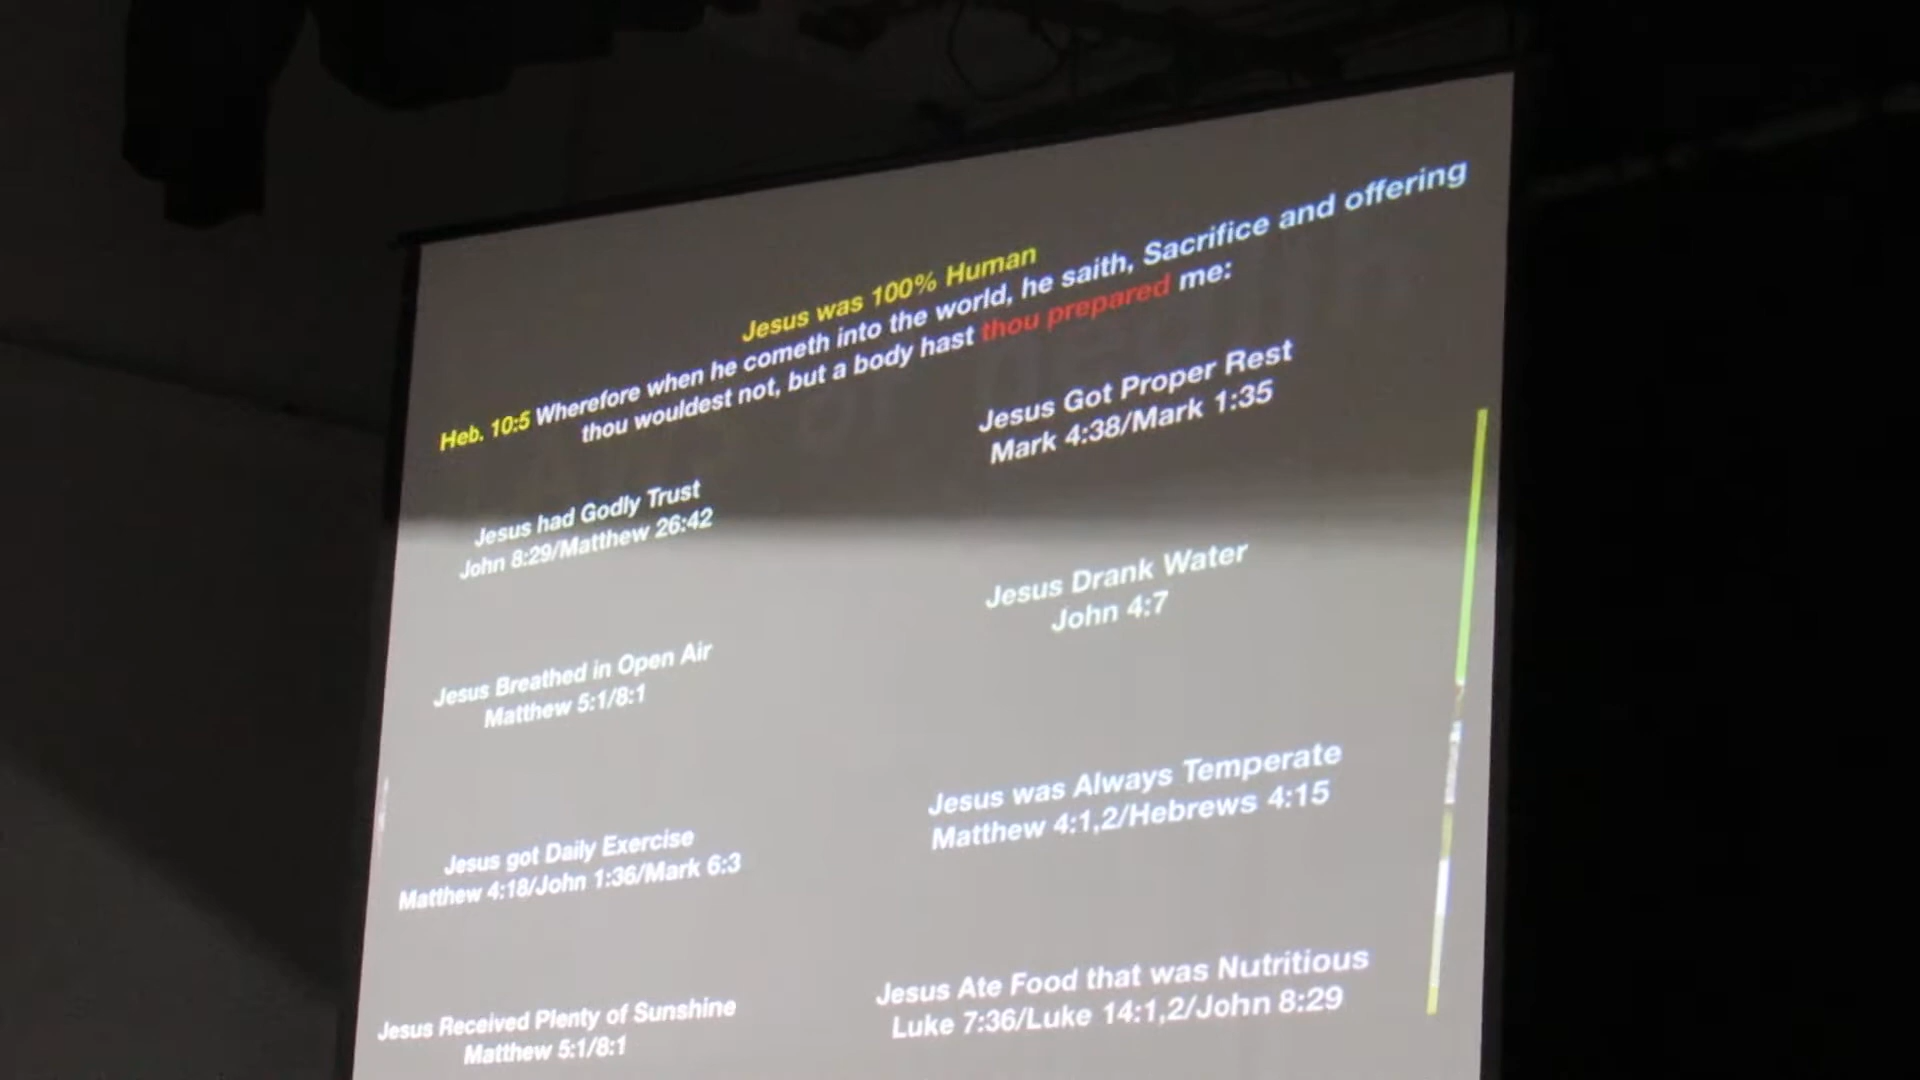 Jesus was 100% Human
Heb. 10:5 Wherefore when he cometh into the world, he saith, Sacrifice and offering
thou wouldest not, but a body hast thou prepared me:
Jesus had Godly Trust
John 8:29/Matthew 26:42
Jesus Got Proper Rest
Mark 4:38/Mark 1:35
Jesus Breathed in Open Air
Matthew 5:1/8:1
Jesus Drank Water
John 4:7
Jesus got Daily Exercise
Matthew 4:18/John 1:36/Mark 6:3
Jesus was Always Temperate
Matthew 4:1,2/Hebrews 4:15
Jesus Received Plenty of Sunshine
Matthew 5:1/8:1
Jesus Ate Food that was Nutritious
Luke 7:36/Luke 14:1,2/John 8:29